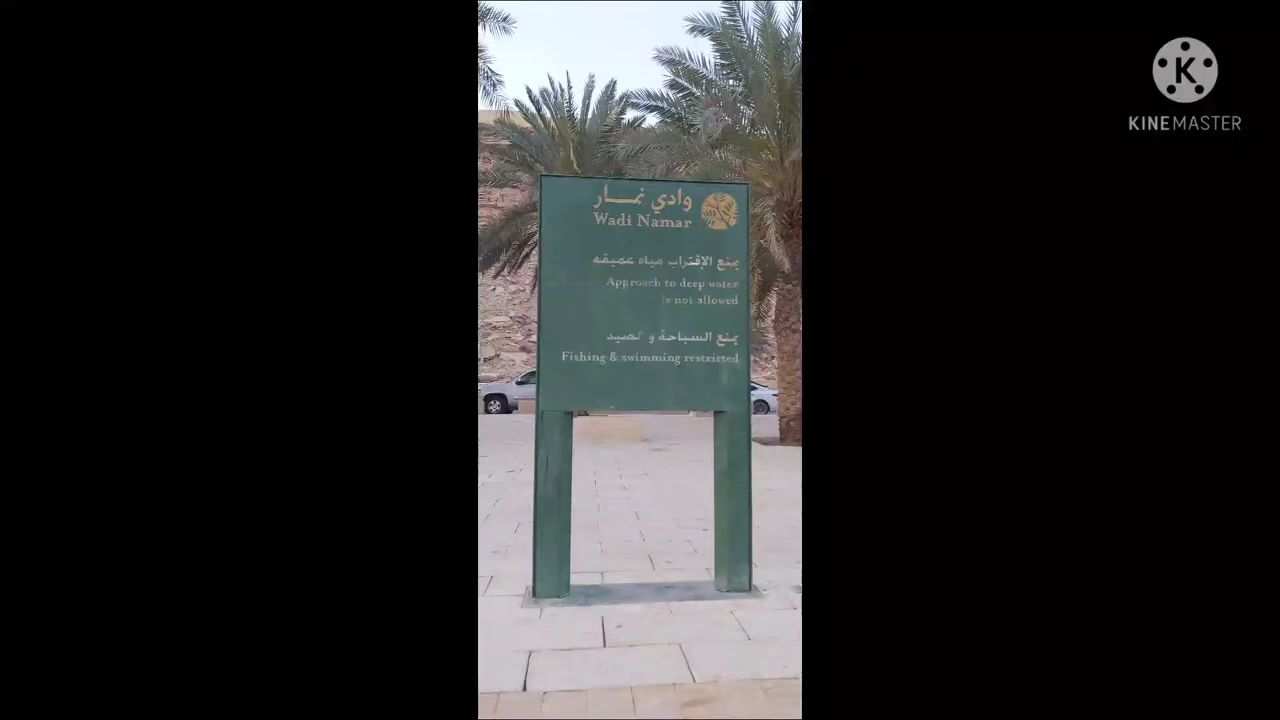 وادي نمـــار
Wadi Namar
يمنع الإقتراب مياه عميقه
Approach to deep water
is not allowed
يمنع السباحة و الصيد
Fishing & swimming restricted
KINEMASTER